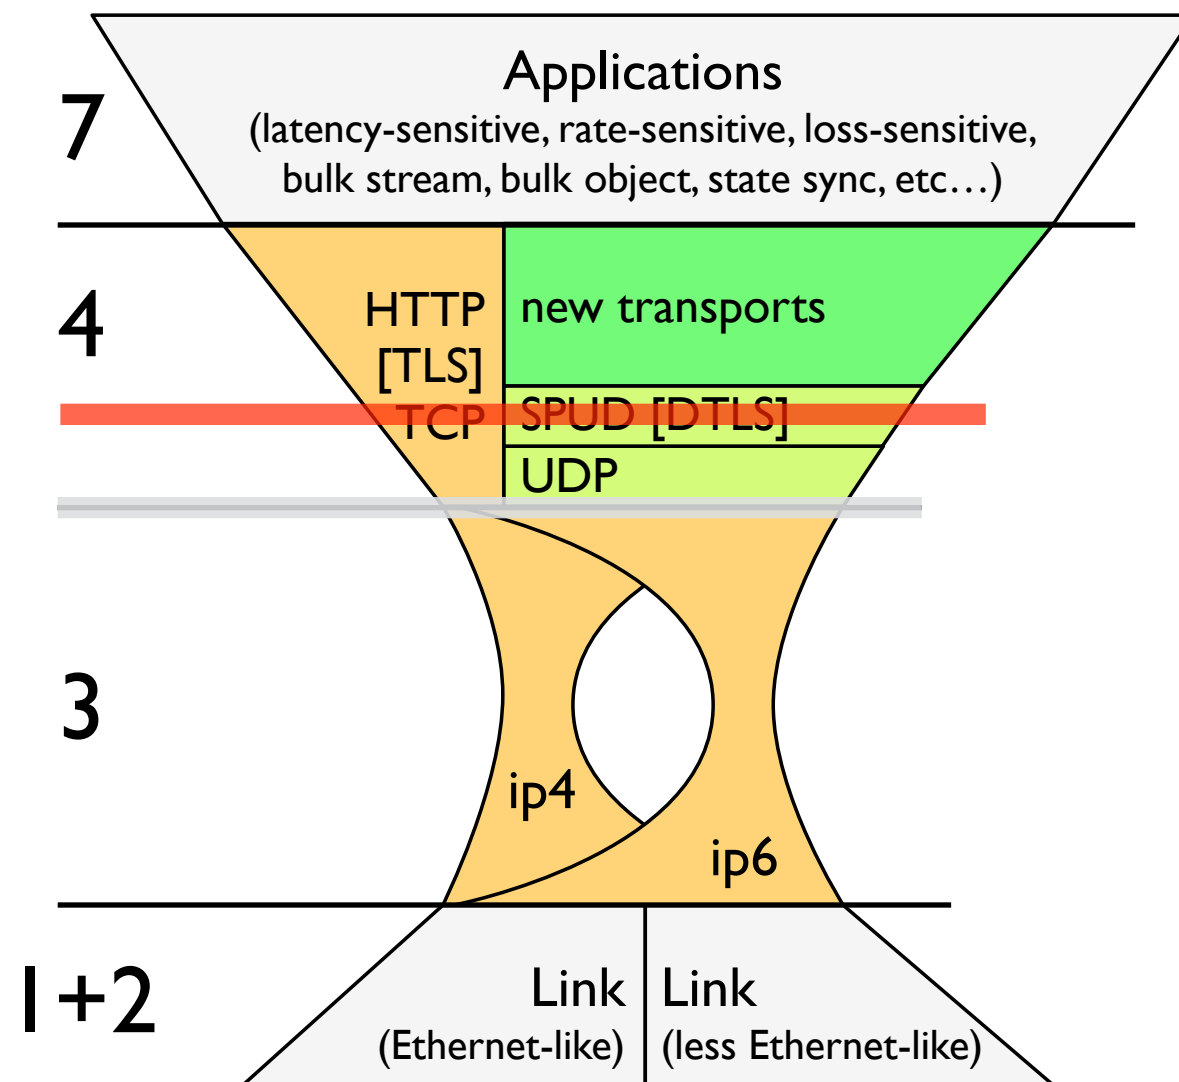 Applications
7
(latency-sensitive, rate-sensitive, loss-sensitive,
bulk stream, bulk object, state sync, etc…)
4
HTTP
[TLS]
TCP
new transports
SPUD [DTLS]
UDP
3
ip4
ip6
1+2
Link
(Ethernet-like)
Link
(less Ethernet-like)